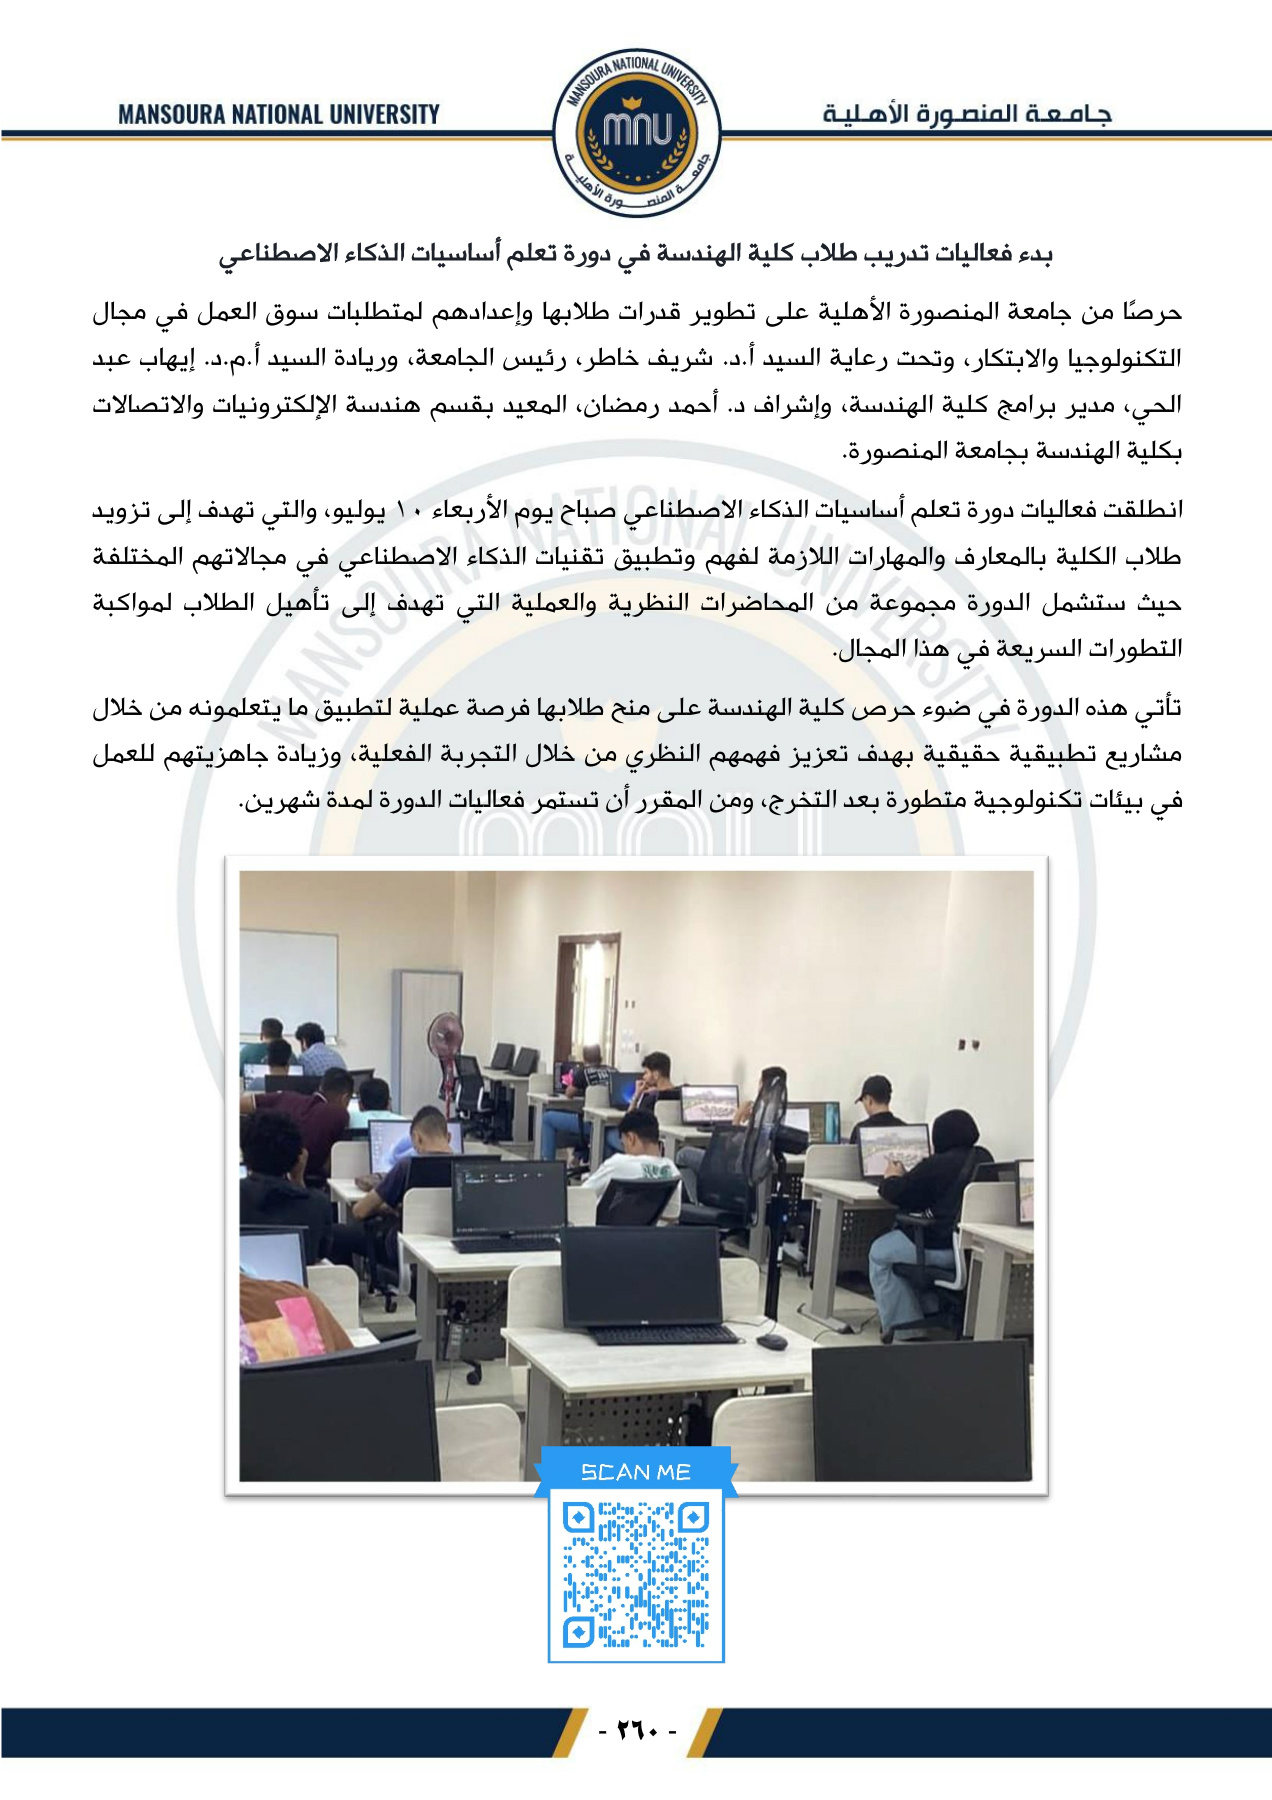 MANSOURA NATIONAL UNIVERSITY
جامعة المنصورة الأهلية
MANSOURA NATIONAL UNIVERSITY
mnu
جامعة المنصورة الأهلية
بدء فعاليات تدريب طلاب كلية الهندسة في دورة تعلم أساسيات الذكاء الاصطناعي
حرصًا من جامعة المنصورة الأهلية على تطوير قدرات طلابها وإعدادهم لمتطلبات سوق العمل في مجال
التكنولوجيا والابتكار، وتحت رعاية السيد أ.د. شريف خاطر، رئيس الجامعة، وريادة السيد أ.م.د. إيهاب عبد
الحي، مدير برامج كلية الهندسة، وإشراف د. أحمد رمضان، المعيد بقسم هندسة الإلكترونيات والاتصالات
بكلية الهندسة بجامعة المنصورة.
انطلقت فعاليات دورة تعلم أساسيات الذكاء الاصطناعي صباح يوم الأربعاء ١٠ يوليو، والتي تهدف إلى تزويد
طلاب الكلية بالمعارف والمهارات اللازمة لفهم وتطبيق تقنيات الذكاء الاصطناعي في مجالاتهم المختلفة
حيث ستشمل الدورة مجموعة من المحاضرات النظرية والعملية التي تهدف إلى تأهيل الطلاب لمواكبة
التطورات السريعة في هذا المجال.
تأتي هذه الدورة في ضوء حرص كلية الهندسة على منح طلابها فرصة عملية لتطبيق ما يتعلمونه من خلال
مشاريع تطبيقية حقيقية بهدف تعزيز فهمهم النظري من خلال التجربة الفعلية، وزيادة جاهزيتهم للعمل
في بيئات تكنولوجية متطورة بعد التخرج، ومن المقرر أن تستمر فعاليات الدورة لمدة شهرين.
MANSOURA NATIONAL UNIVERSITY
mnu
SCAN ME
- ٢٦٠ -